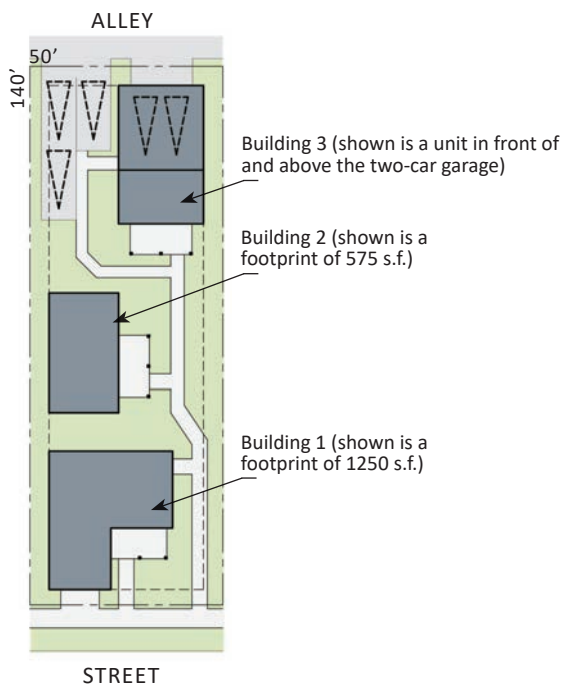 ALLEY
50’
140’
Building 3 (shown is a unit in front of
and above the two-car garage)
Building 2 (shown is a
footprint of 575 s.f.)
Building 1 (shown is a
footprint of 1250 s.f.)
STREET